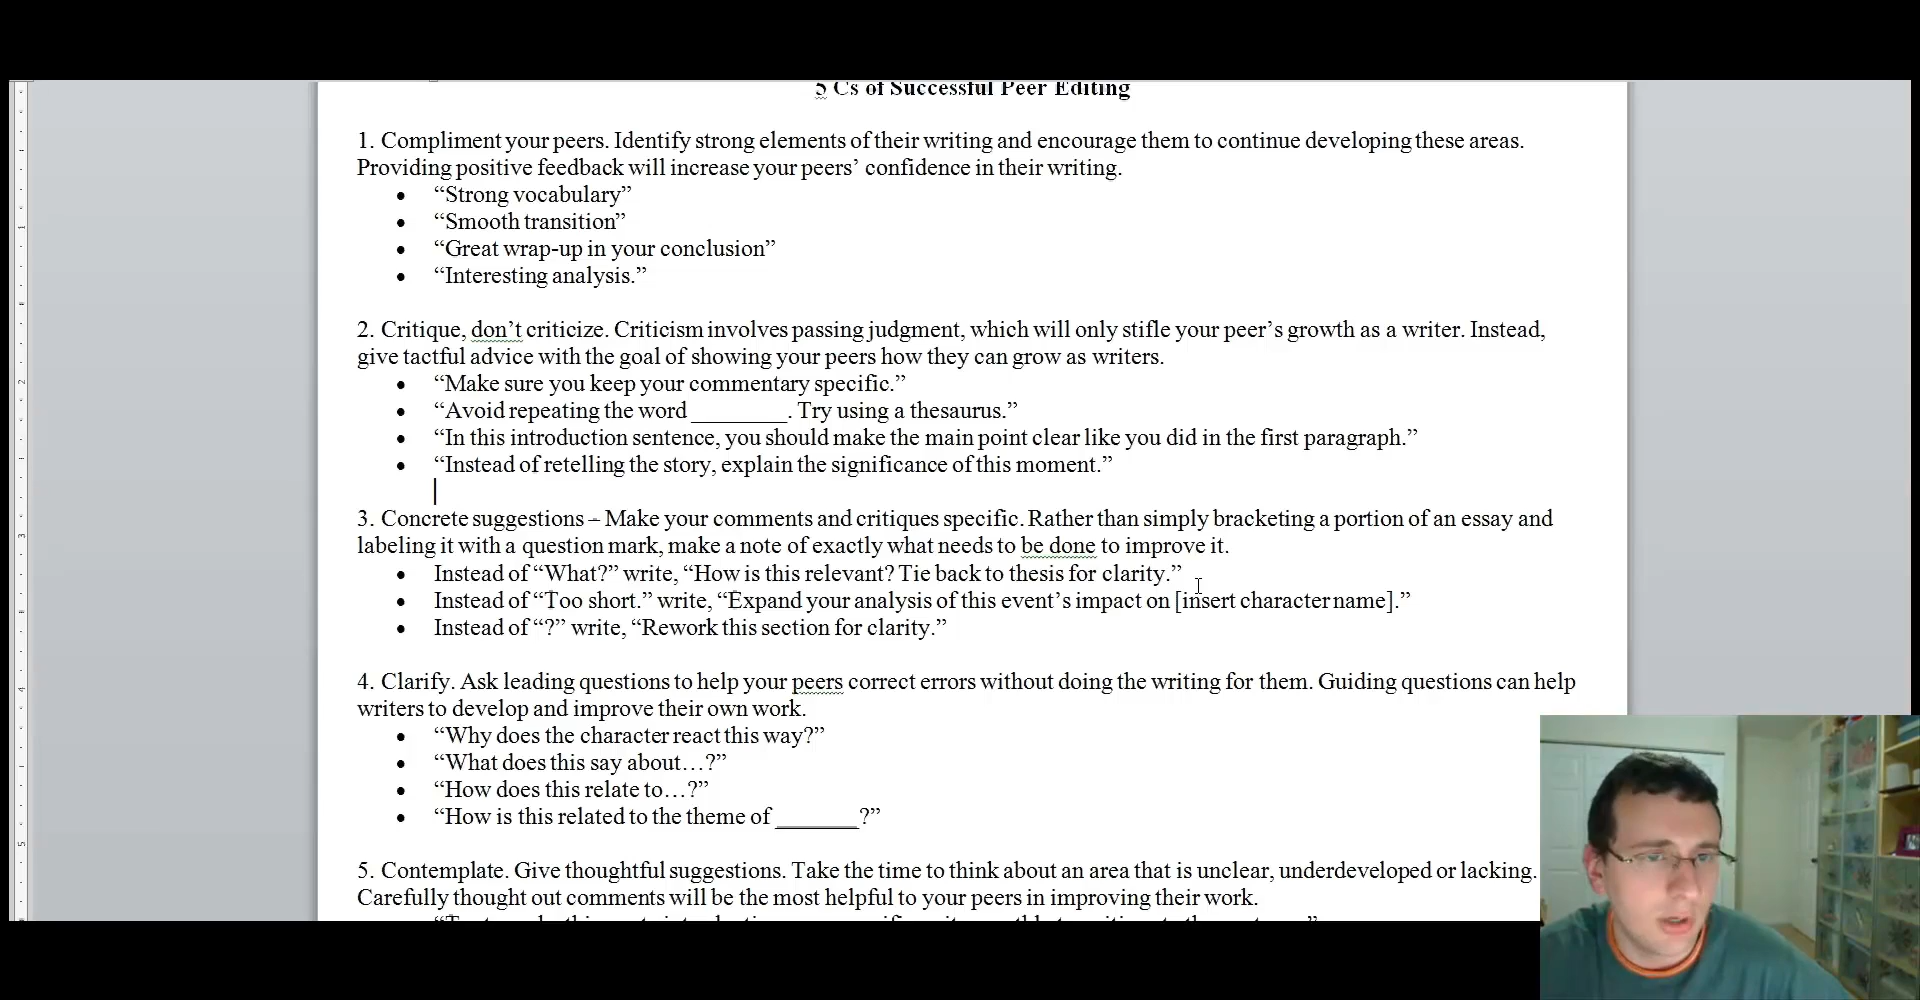 5 Cs of Successful Peer Editing
1. Compliment your peers. Identify strong elements of their writing and encourage them to continue developing these areas.
Providing positive feedback will increase your peers’ confidence in their writing.
• “Strong vocabulary”
• “Smooth transition”
• “Great wrap-up in your conclusion”
• “Interesting analysis.”
2. Critique, don’t criticize. Criticism involves passing judgment, which will only stifle your peer’s growth as a writer. Instead,
give tactful advice with the goal of showing your peers how they can grow as writers.
• “Make sure you keep your commentary specific.”
• “Avoid repeating the word ________. Try using a thesaurus.”
• “In this introduction sentence, you should make the main point clear like you did in the first paragraph.”
• “Instead of retelling the story, explain the significance of this moment.”
3. Concrete suggestions – Make your comments and critiques specific. Rather than simply bracketing a portion of an essay and
labeling it with a question mark, make a note of exactly what needs to be done to improve it.
• Instead of “What?” write, “How is this relevant? Tie back to thesis for clarity.”
• Instead of “Too short.” write, “Expand your analysis of this event’s impact on [insert character name].”
• Instead of “?” write, “Rework this section for clarity.”
4. Clarify. Ask leading questions to help your peers correct errors without doing the writing for them. Guiding questions can help
writers to develop and improve their own work.
• “Why does the character react this way?”
• “What does this say about…?”
• “How does this relate to…?”
• “How is this related to the theme of _______?”
5. Contemplate. Give thoughtful suggestions. Take the time to think about an area that is unclear, underdeveloped or lacking.
Carefully thought out comments will be the most helpful to your peers in improving their work.